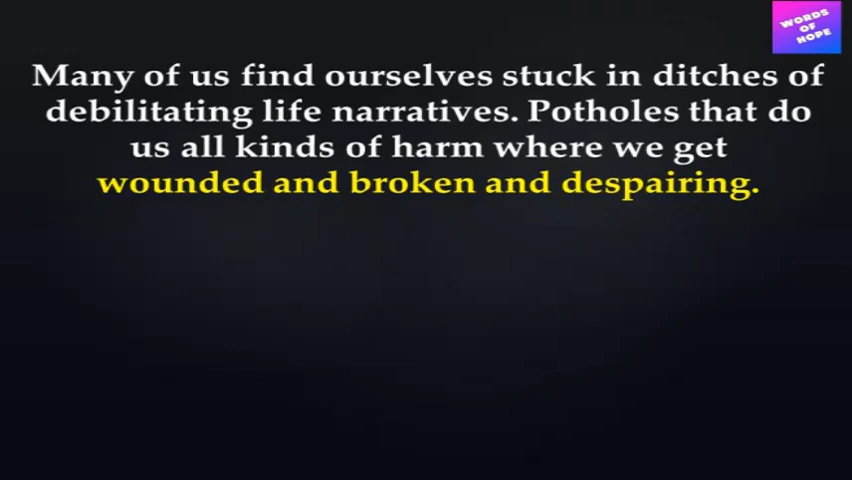 WORDS
OF
HOPE
Many of us find ourselves stuck in ditches of
debilitating life narratives. Potholes that do
us all kinds of harm where we get
wounded and broken and despairing.